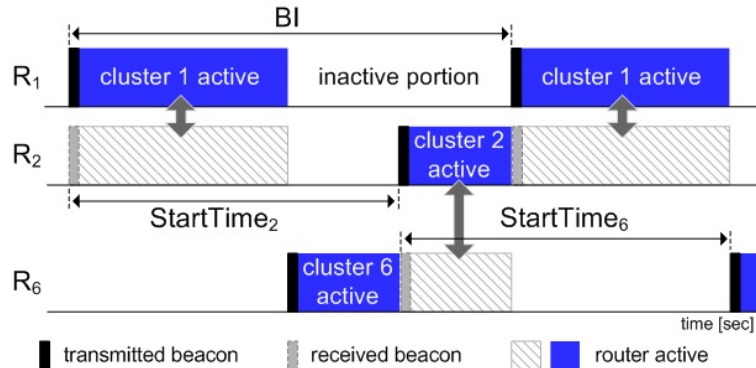 BI
R1
cluster 1 active
inactive portion
cluster 1 active
R2
cluster 2
active
StartTime2
StartTime6
R6
cluster 6
active
time [sec]
transmitted beacon
received beacon
router active